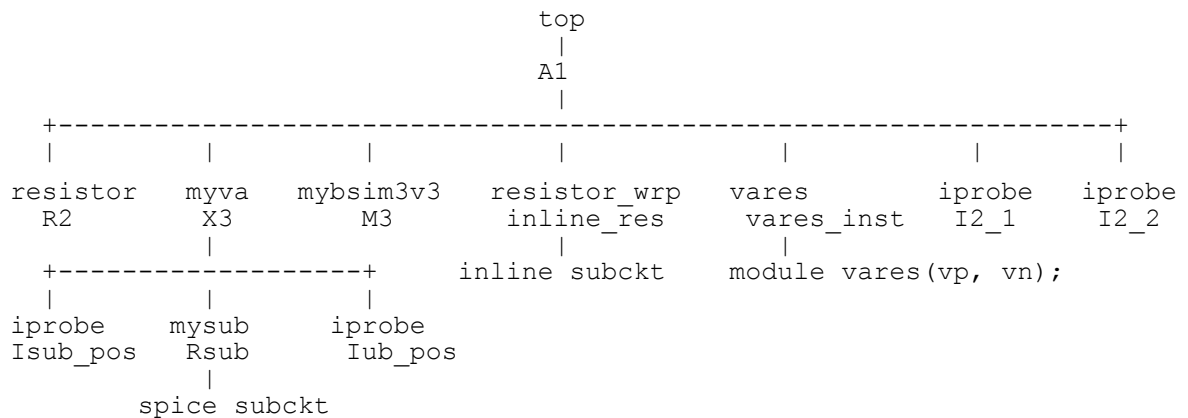 top
|
A1
|
+------------------------------------------------------------------+
| | | | | | |
resistor myva mybsim3v3 resistor_wrp vares iprobe iprobe
R2 X3 M3 inline_res vares_inst I2_1 I2_2
| | |
+-------------------+ inline subckt module vares(vp, vn);
| | |
iprobe mysub iprobe
Isub_pos Rsub Iub_pos
|
spice subckt